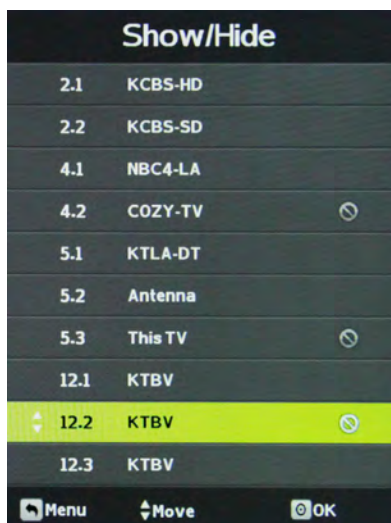 Show/Hide
2.1 KCBS-HD
2.2 KCBS-SD
4.1 NBC4-LA
4.2 COZY-TV
5.1 KTLA-DT
5.2 Antenna
5.3 This TV
12.1 KTBV
12.2 KTBV
12.3 KTBV
Menu Move OK